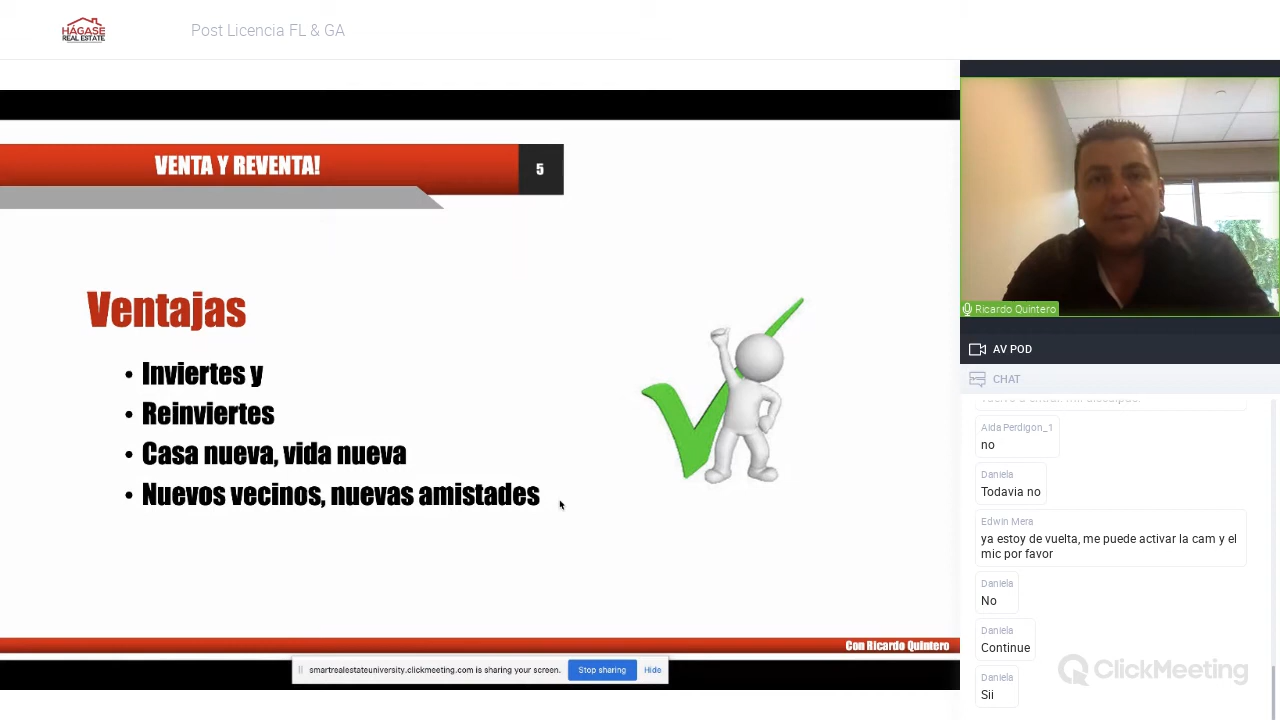 HÁGASE
REAL ESTATE
Post Licencia FL & GA
VENTA Y REVENTA!
5
Ventajas
• Inviertes y
• Reinviertes
• Casa nueva, vida nueva
• Nuevos vecinos, nuevas amistades
Con Ricardo Quintero
smartrealestateuniversity.clickmeeting.com is sharing your screen.
Stop sharing
Hide
Ricardo Quintero
AV POD
CHAT
Aida Perdigon_1
no
Daniela
Todavia no
Edwin Mera
ya estoy de vuelta, me puede activar la cam y el
mic por favor
Daniela
No
Daniela
Continue
Daniela
Sii
ClickMeeting